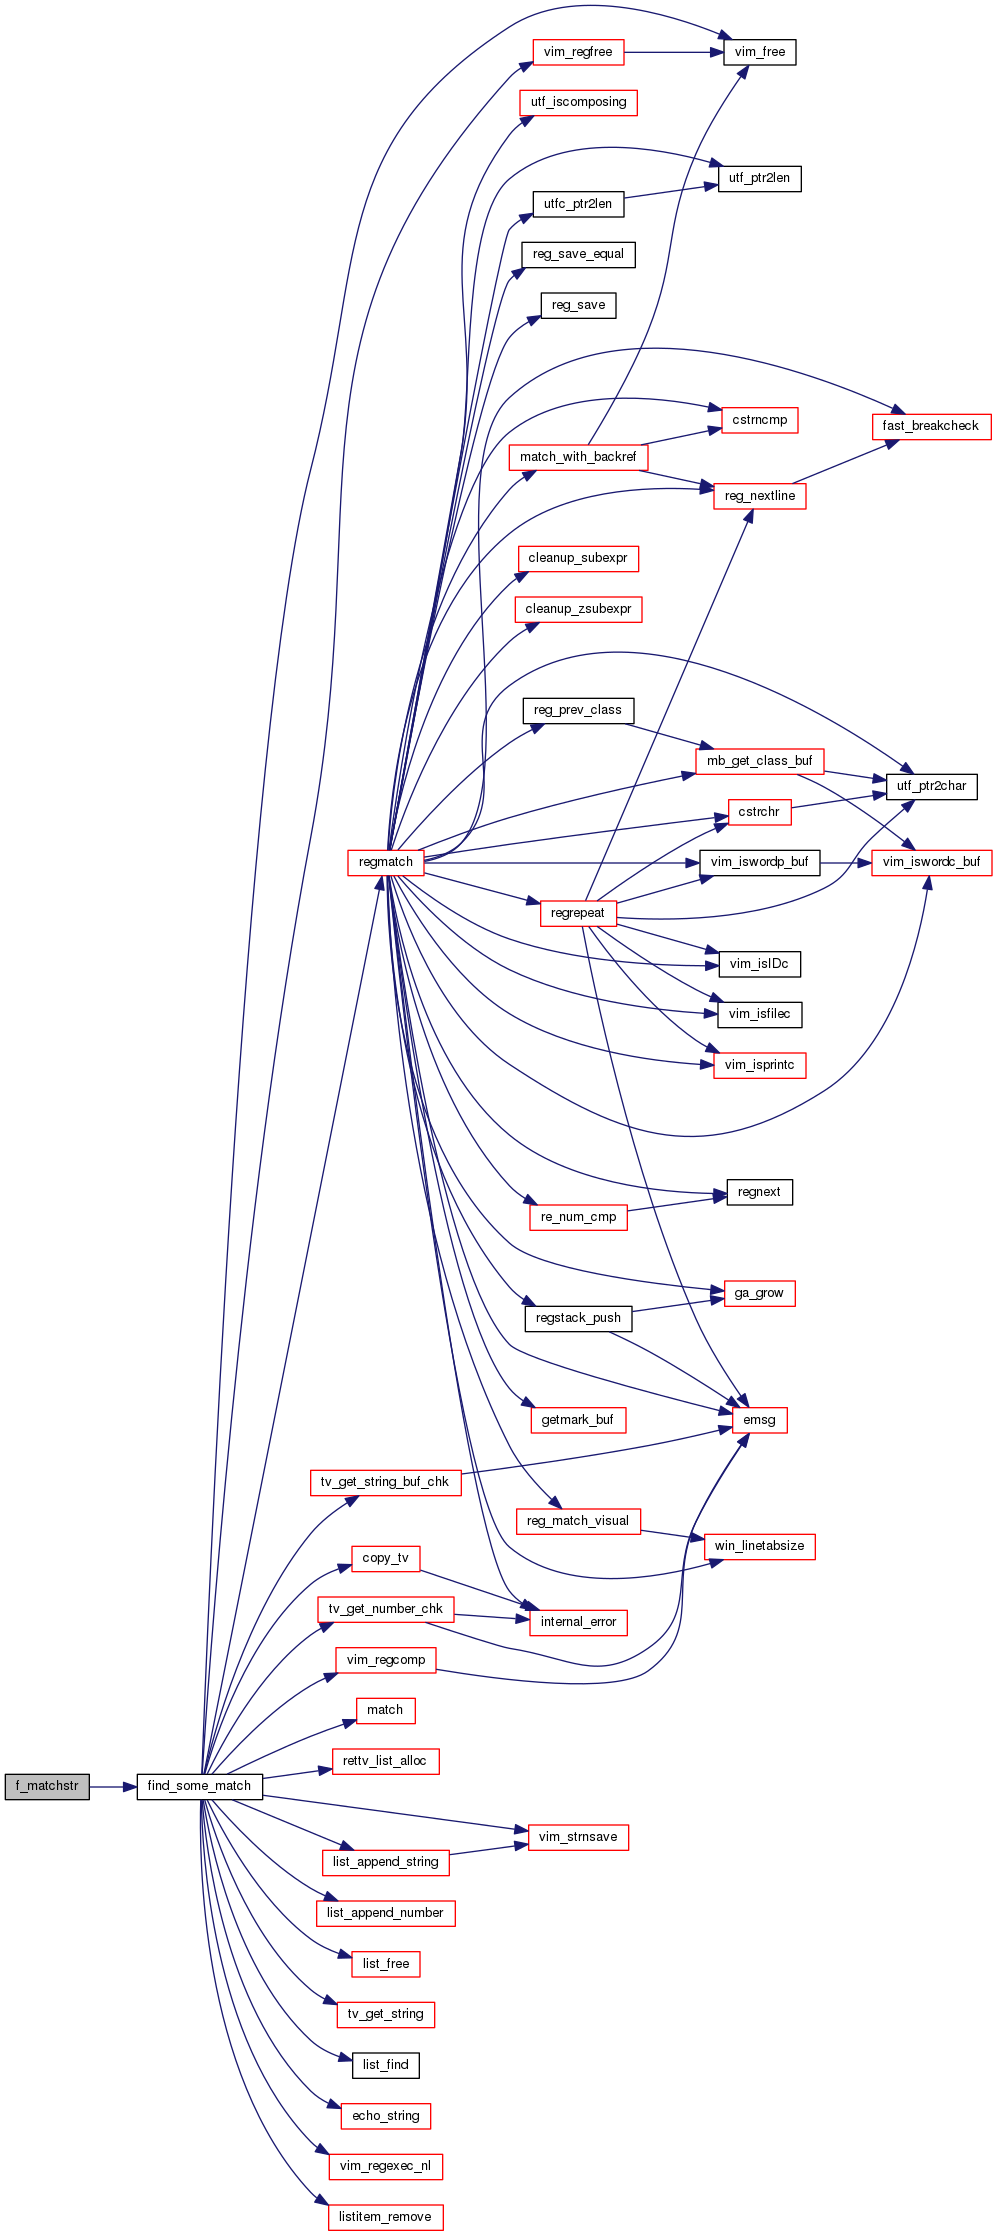 vim_regfree
vim_free
utf_iscomposing
utf_ptr2len
utfc_ptr2len
reg_save_equal
reg_save
cstrncmp
fast_breakcheck
match_with_backref
reg_nextline
cleanup_subexpr
cleanup_zsubexpr
reg_prev_class
mb_get_class_buf
utf_ptr2char
cstrchr
regmatch
vim_iswordp_buf
vim_iswordc_buf
regrepeat
vim_isIDc
vim_isfilec
vim_isprintc
regnext
re_num_cmp
ga_grow
regstack_push
getmark_buf
emsg
tv_get_string_buf_chk
reg_match_visual
win_linetabsize
copy_tv
tv_get_number_chk
internal_error
vim_regcomp
match
rettv_list_alloc
f_matchstr
find_some_match
vim_strnsave
list_append_string
list_append_number
list_free
tv_get_string
list_find
echo_string
vim_regexec_nl
listitem_remove